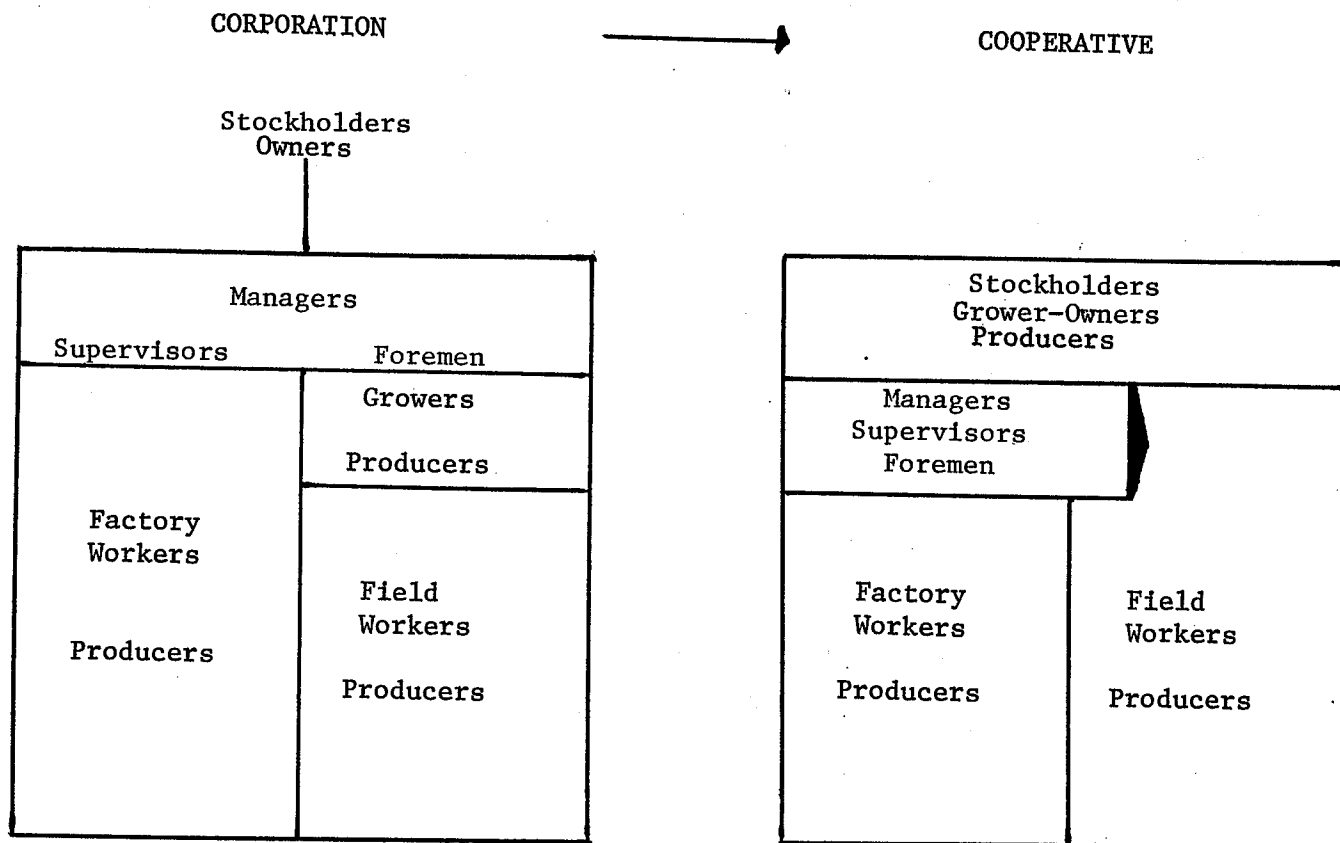 CORPORATION
COOPERATIVE
Stockholders
Owners
Managers
Supervisors
Foremen
Growers
Producers
Factory
Workers
Producers
Field
Workers
Producers
Stockholders
Grower-Owners
Producers
Managers
Supervisors
Foremen
Factory
Workers
Producers
Field
Workers
Producers